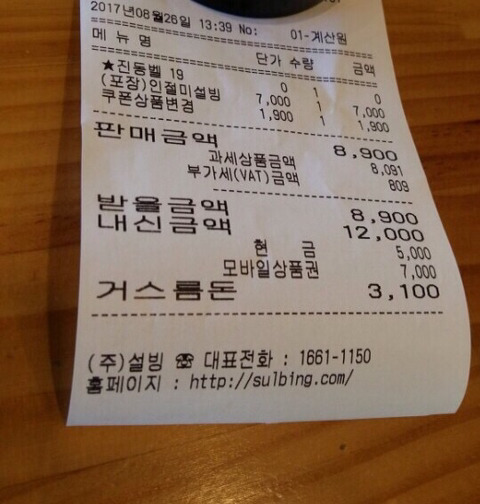 2017년08월26일 13:39 No: 01-계산원
메 뉴 명 단가 수량 금액
★진동벨 19 0 1 0
(포장)인절미설빙 7,000 1 7,000
쿠폰상품변경 1,900 1 1,900
판매금액 8,900
과세상품금액 8,091
부가세(VAT)금액 809
받을금액 8,900
내신금액 12,000
현 금 5,000
모바일상품권 7,000
거스름돈 3,100
(주)설빙 ☎ 대표전화 : 1661-1150
홈페이지 : http://sulbing.com/